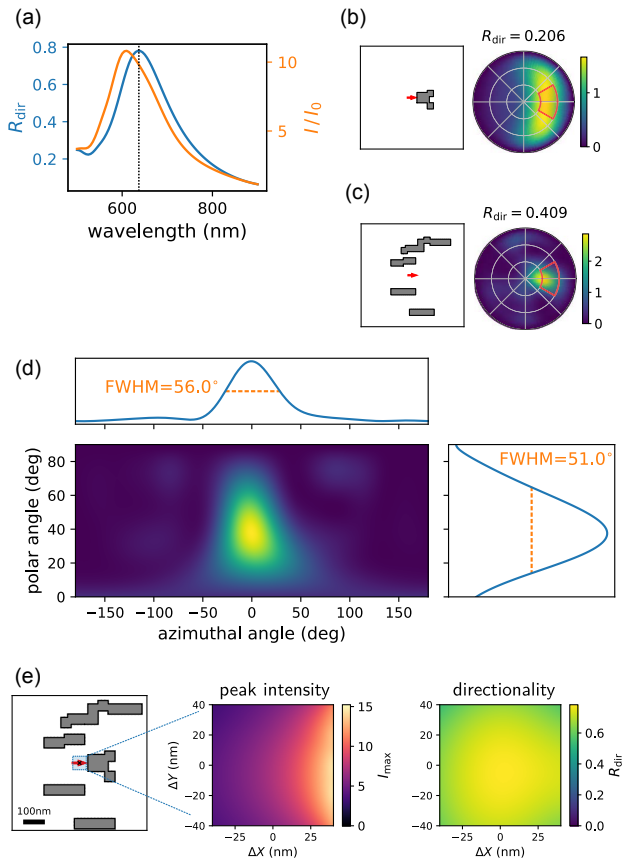 (a)
0.8
0.6
0.4
0.2
R_dir
10
5
I / I_0
600
800
wavelength (nm)
(b)
R_dir = 0.206
1
0
(c)
R_dir = 0.409
2
1
0
(d)
FWHM=56.0°
80
60
40
20
0
polar angle (deg)
−150
−100
−50
0
50
100
150
azimuthal angle (deg)
FWHM=51.0°
(e)
100nm
peak intensity
40
20
0
−20
−40
ΔY (nm)
−25
0
25
ΔX (nm)
15
10
5
0
I_max
directionality
40
20
0
−20
−40
−25
0
25
ΔX (nm)
0.6
0.4
0.2
0.0
R_dir